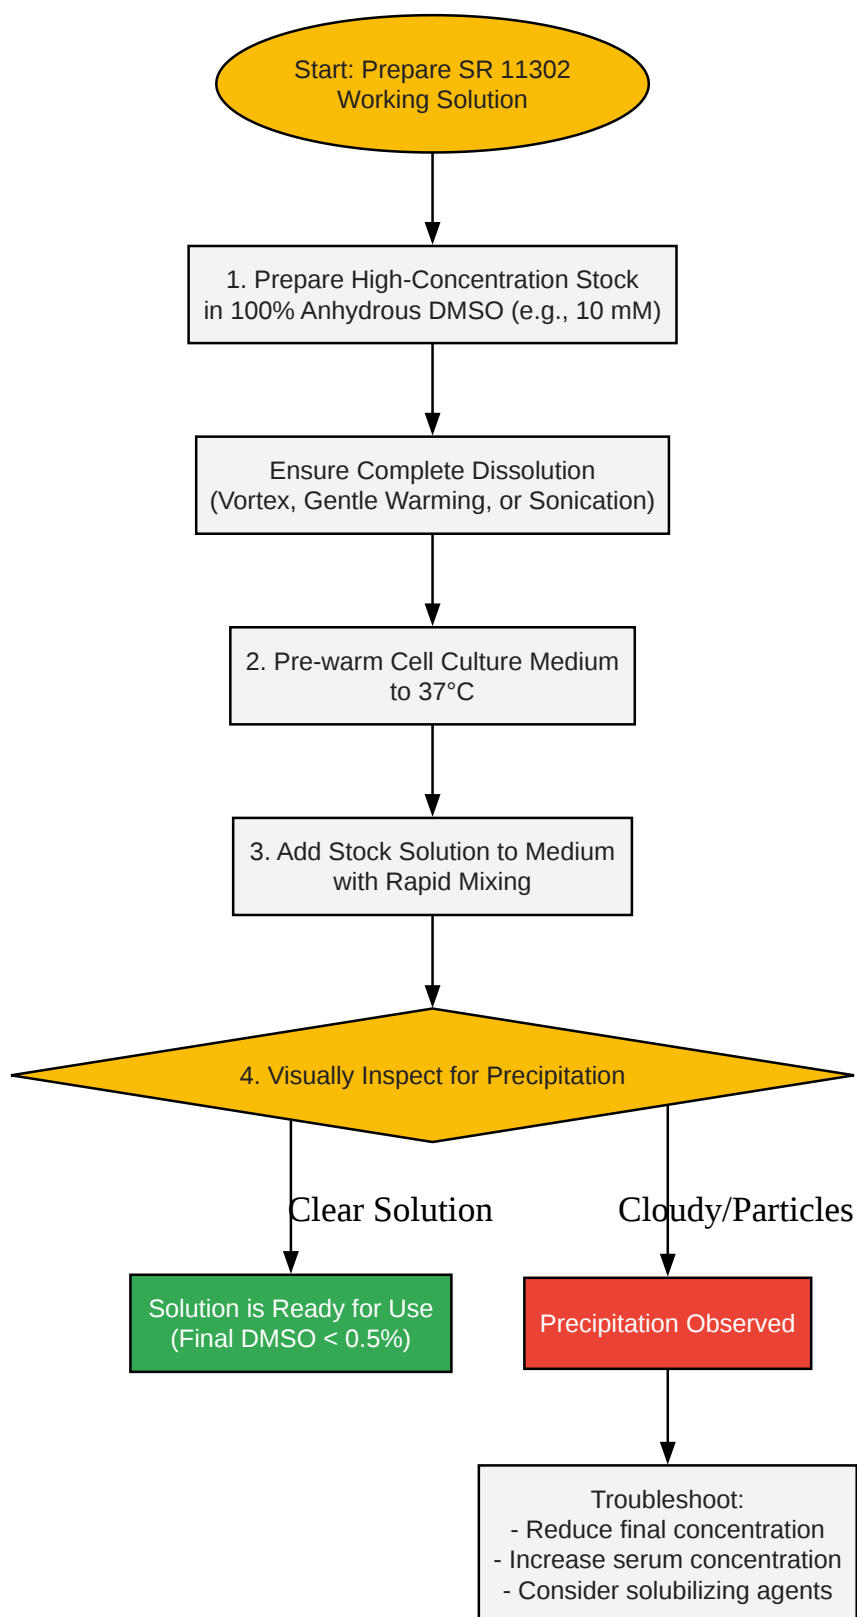 Start: Prepare SR 11302
Working Solution
1. Prepare High-Concentration Stock
in 100% Anhydrous DMSO (e.g., 10 mM)
Ensure Complete Dissolution
(Vortex, Gentle Warming, or Sonication)
2. Pre-warm Cell Culture Medium
to 37°C
3. Add Stock Solution to Medium
with Rapid Mixing
4. Visually Inspect for Precipitation
Clear Solution
Cloudy/Particles
Solution is Ready for Use
(Final DMSO < 0.5%)
Precipitation Observed
Troubleshoot:
- Reduce final concentration
- Increase serum concentration
- Consider solubilizing agents